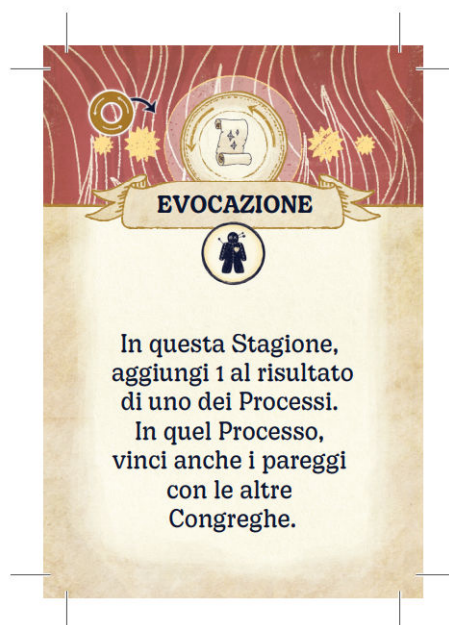 EVOCAZIONE
In questa Stagione,
aggiungi 1 al risultato
di uno dei Processi.
In quel Processo,
vinci anche i pareggi
con le altre
Congreghe.